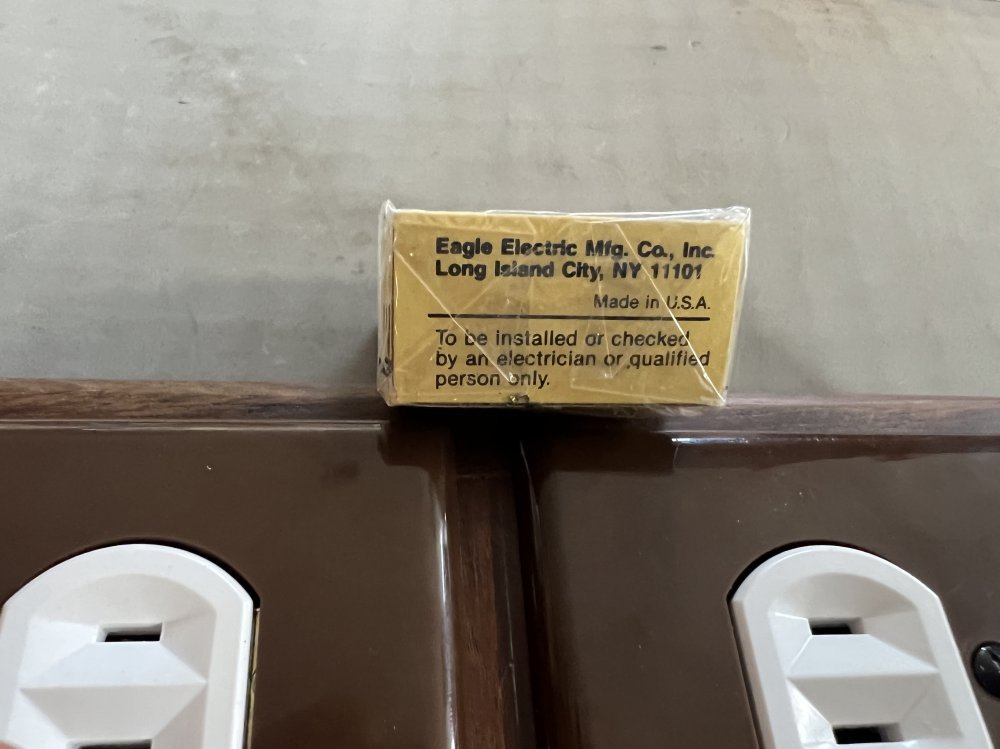 Eagle Electric Mfg. Co., Inc.
Long Island City, NY 11101
Made in U.S.A.
To be installed or checked
by an electrician or qualified
person only.